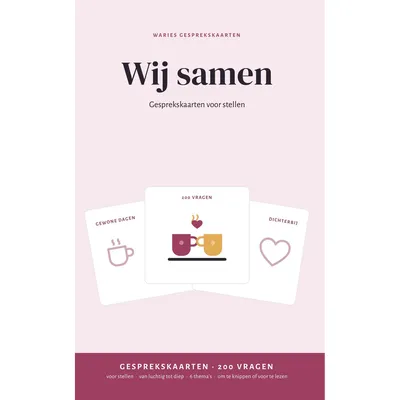 WARIES GESPREKSKAARTEN
Wij samen
Gesprekskaarten voor stellen
200 VRAGEN
GEWONE DAGEN
DICHTERBIJ
GESPREKSKAARTEN · 200 VRAGEN
voor stellen · van luchtig tot diep · 6 thema's · om te knippen of voor te lezen